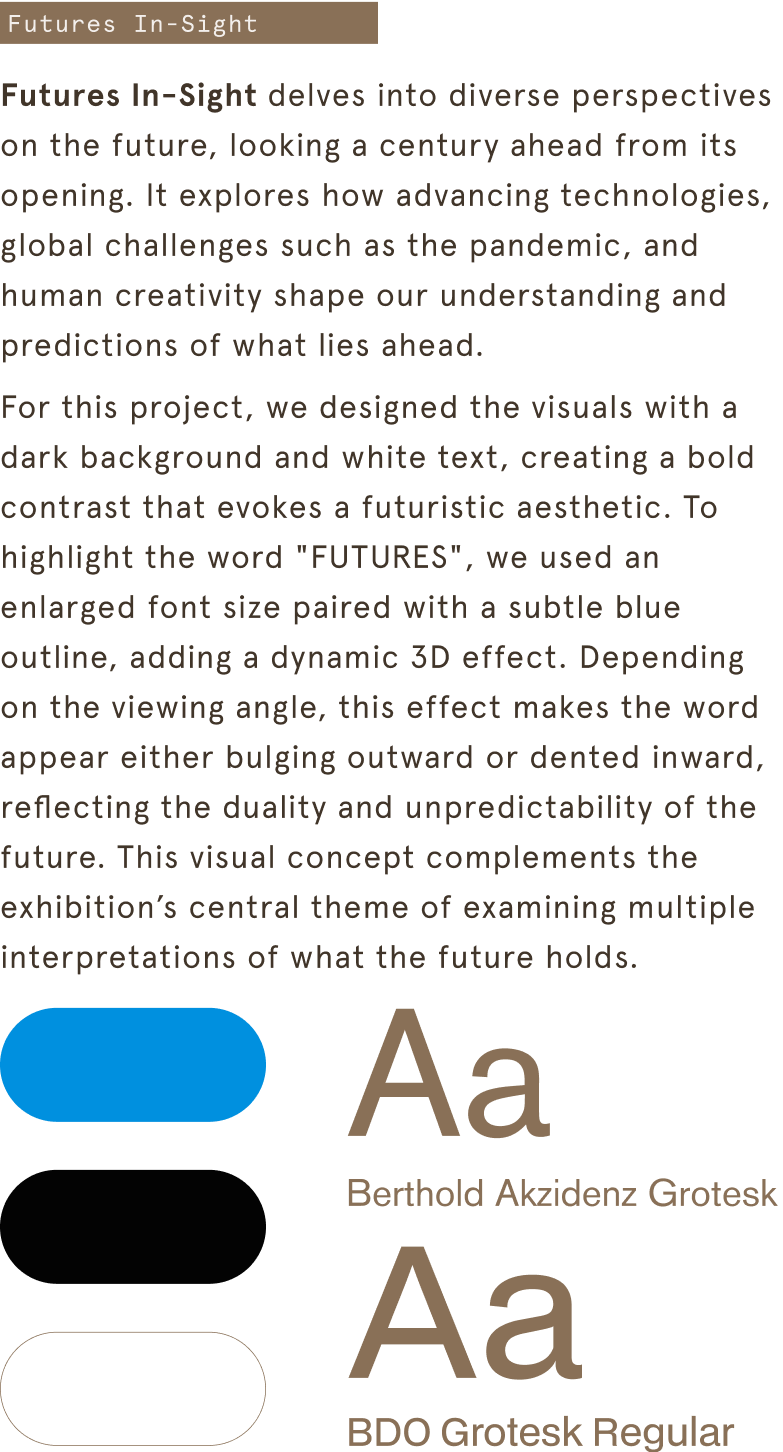 Futures In-Sight
Futures In-Sight delves into diverse perspectives
on the future, looking a century ahead from its
opening. It explores how advancing technologies,
global challenges such as the pandemic, and
human creativity shape our understanding and
predictions of what lies ahead.
For this project, we designed the visuals with a
dark background and white text, creating a bold
contrast that evokes a futuristic aesthetic. To
highlight the word "FUTURES", we used an
enlarged font size paired with a subtle blue
outline, adding a dynamic 3D effect. Depending
on the viewing angle, this effect makes the word
appear either bulging outward or dented inward,
reflecting the duality and unpredictability of the
future. This visual concept complements the
exhibition’s central theme of examining multiple
interpretations of what the future holds.
Aa
Berthold Akzidenz Grotesk
Aa
BDO Grotesk Regular